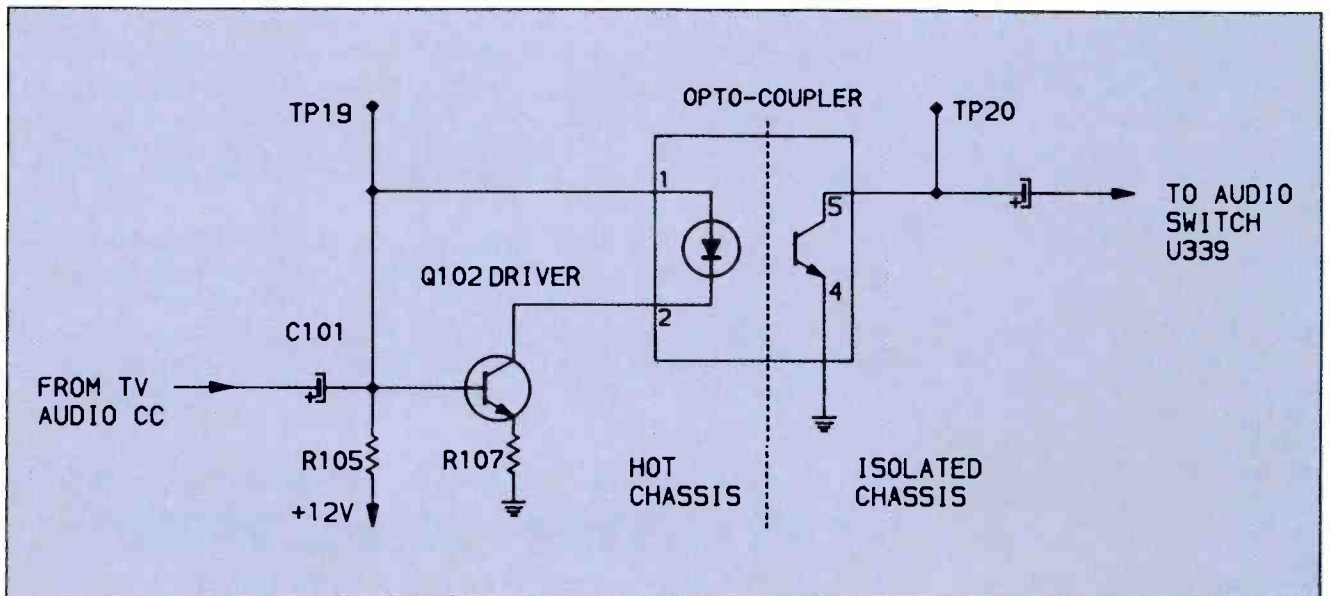 OPTO-COUPLER
TP19
TP20
1
5
TO AUDIO
SWITCH
U339
Q102 DRIVER
4
2
C101
FROM TV
AUDIO CC
R105
R107
HOT
CHASSIS
ISOLATED
CHASSIS
+12V
+
+